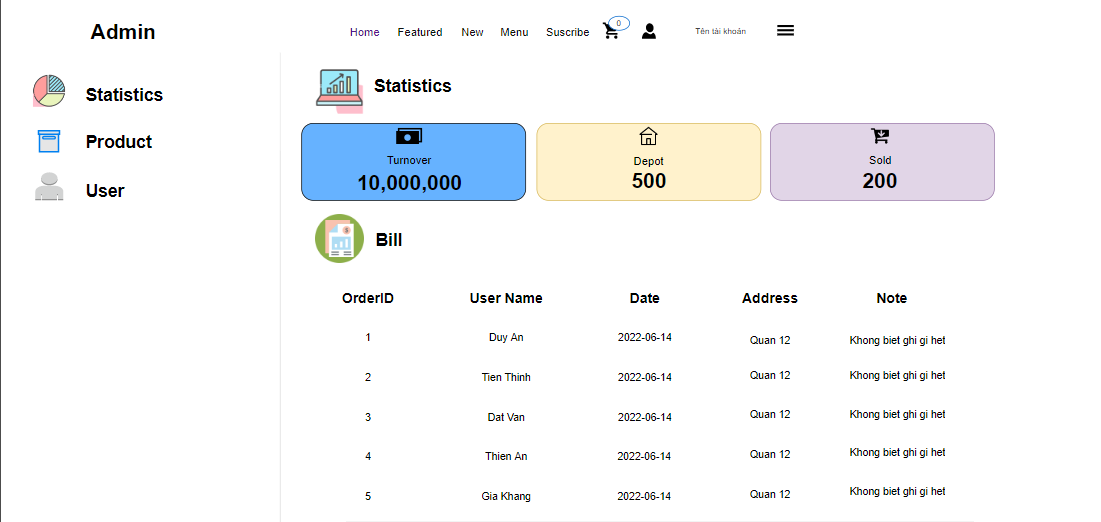 Admin
Home Featured New Menu Suscribe 0 Tên tài khoản
Statistics
Product
User
Statistics
Turnover
10,000,000
Depot
500
Sold
200
Bill
OrderID User Name Date Address Note
1 Duy An 2022-06-14 Quan 12 Khong biet ghi gi het
2 Tien Thinh 2022-06-14 Quan 12 Khong biet ghi gi het
3 Dat Van 2022-06-14 Quan 12 Khong biet ghi gi het
4 Thien An 2022-06-14 Quan 12 Khong biet ghi gi het
5 Gia Khang 2022-06-14 Quan 12 Khong biet ghi gi het